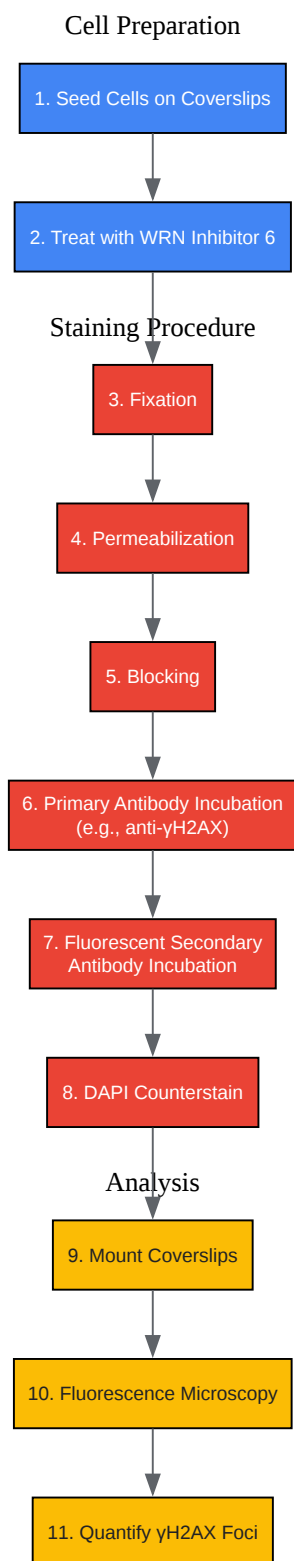 Cell Preparation
1. Seed Cells on Coverslips
2. Treat with WRN Inhibitor 6
Staining Procedure
3. Fixation
4. Permeabilization
5. Blocking
6. Primary Antibody Incubation
(e.g., anti-γH2AX)
7. Fluorescent Secondary
Antibody Incubation
8. DAPI Counterstain
Analysis
9. Mount Coverslips
10. Fluorescence Microscopy
11. Quantify γH2AX Foci